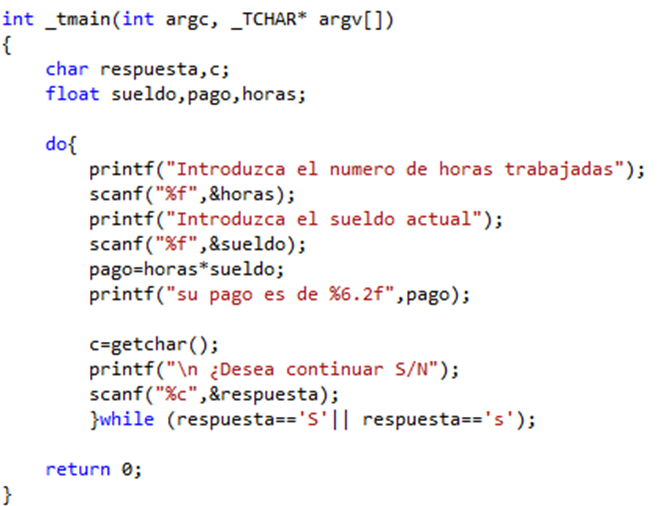 int _tmain(int argc, _TCHAR* argv[])
{
    char respuesta,c;
    float sueldo,pago,horas;

    do{
        printf("Introduzca el numero de horas trabajadas");
        scanf("%f",&horas);
        printf("Introduzca el sueldo actual");
        scanf("%f",&sueldo);
        pago=horas*sueldo;
        printf("su pago es de %6.2f",pago);

        c=getchar();
        printf("\n ¿Desea continuar S/N");
        scanf("%c",&respuesta);
        }while (respuesta=='S'|| respuesta=='s');

    return 0;
}